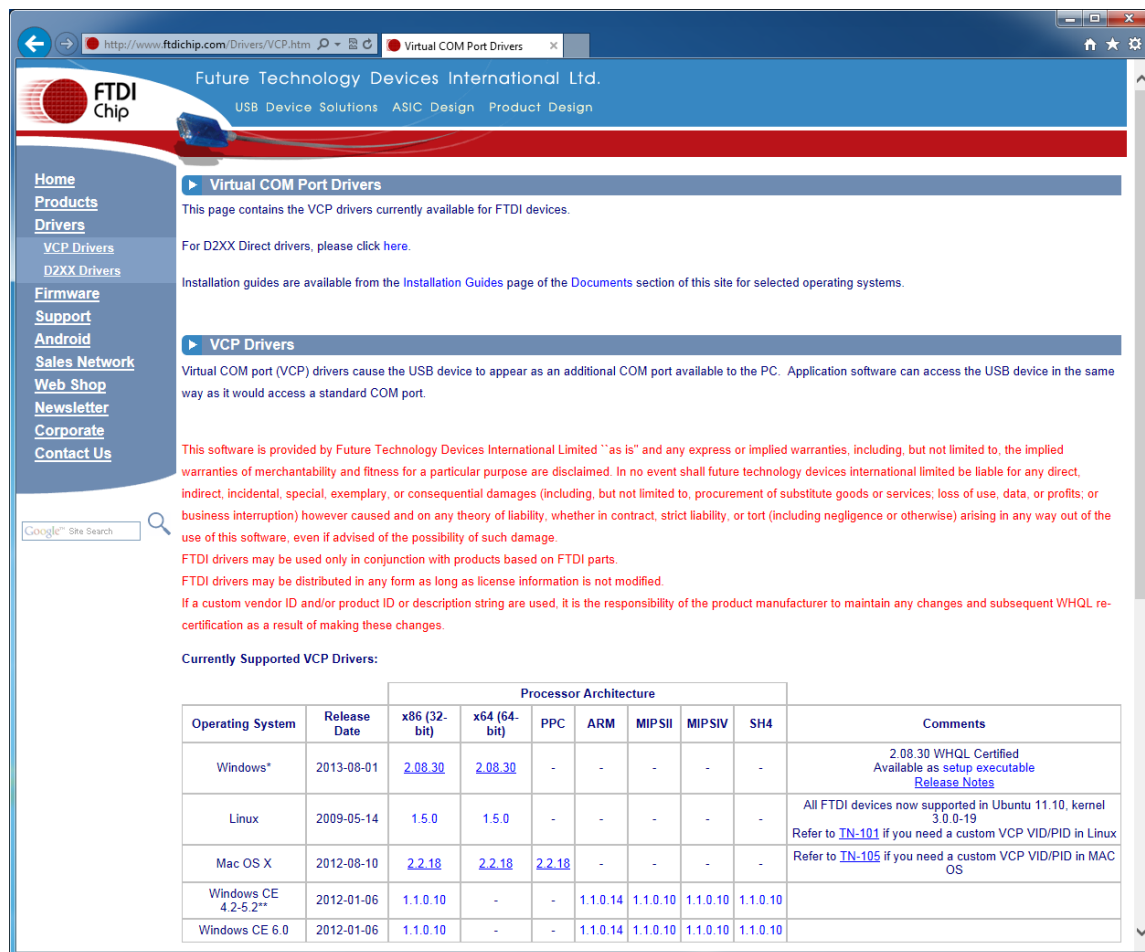 http://www.ftdichip.com/Drivers/VCP.htm
Virtual COM Port Drivers
FTDI
Chip
Future Technology Devices International Ltd.
USB Device Solutions ASIC Design Product Design
Home
Products
Drivers
VCP Drivers
D2XX Drivers
Firmware
Support
Android
Sales Network
Web Shop
Newsletter
Corporate
Contact Us
Google™ Site Search
Virtual COM Port Drivers
This page contains the VCP drivers currently available for FTDI devices.
For D2XX Direct drivers, please click here.
Installation guides are available from the Installation Guides page of the Documents section of this site for selected operating systems.
VCP Drivers
Virtual COM port (VCP) drivers cause the USB device to appear as an additional COM port available to the PC. Application software can access the USB device in the same
way as it would access a standard COM port.
This software is provided by Future Technology Devices International Limited ``as is'' and any express or implied warranties, including, but not limited to, the implied
warranties of merchantability and fitness for a particular purpose are disclaimed. In no event shall future technology devices international limited be liable for any direct,
indirect, incidental, special, exemplary, or consequential damages (including, but not limited to, procurement of substitute goods or services; loss of use, data, or profits; or
business interruption) however caused and on any theory of liability, whether in contract, strict liability, or tort (including negligence or otherwise) arising in any way out of the
use of this software, even if advised of the possibility of such damage.
FTDI drivers may be used only in conjunction with products based on FTDI parts.
FTDI drivers may be distributed in any form as long as license information is not modified.
If a custom vendor ID and/or product ID or description string are used, it is the responsibility of the product manufacturer to maintain any changes and subsequent WHQL re-
certification as a result of making these changes.
Currently Supported VCP Drivers:
Processor Architecture
Operating System Release Date x86 (32-bit) x64 (64-bit) PPC ARM MIPSII MIPSIV SH4 Comments
Windows* 2013-08-01 2.08.30 2.08.30 - - - - - 2.08.30 WHQL Certified
Available as setup executable
Release Notes
Linux 2009-05-14 1.5.0 1.5.0 - - - - - All FTDI devices now supported in Ubuntu 11.10, kernel
3.0.0-19
Refer to TN-101 if you need a custom VCP VID/PID in Linux
Mac OS X 2012-08-10 2.2.18 2.2.18 2.2.18 - - - - Refer to TN-105 if you need a custom VCP VID/PID in MAC
OS
Windows CE 4.2-5.2** 2012-01-06 1.1.0.10 - - 1.1.0.14 1.1.0.10 1.1.0.10 1.1.0.10
Windows CE 6.0 2012-01-06 1.1.0.10 - - 1.1.0.14 1.1.0.10 1.1.0.10 1.1.0.10